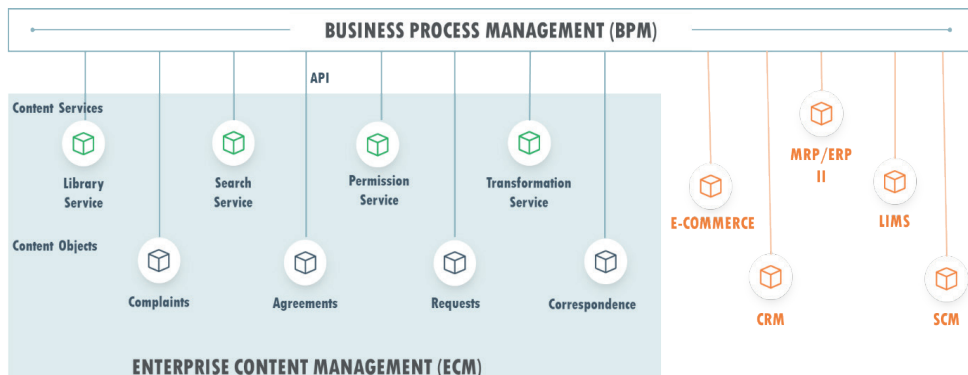 BUSINESS PROCESS MANAGEMENT (BPM)
API
Content Services
Library
Service
Search
Service
Permission
Service
Transformation
Service
E-COMMERCE
MRP/ERP
II
LIMS
Content Objects
Complaints
Agreements
Requests
Correspondence
CRM
SCM
ENTERPRISE CONTENT MANAGEMENT (ECM)